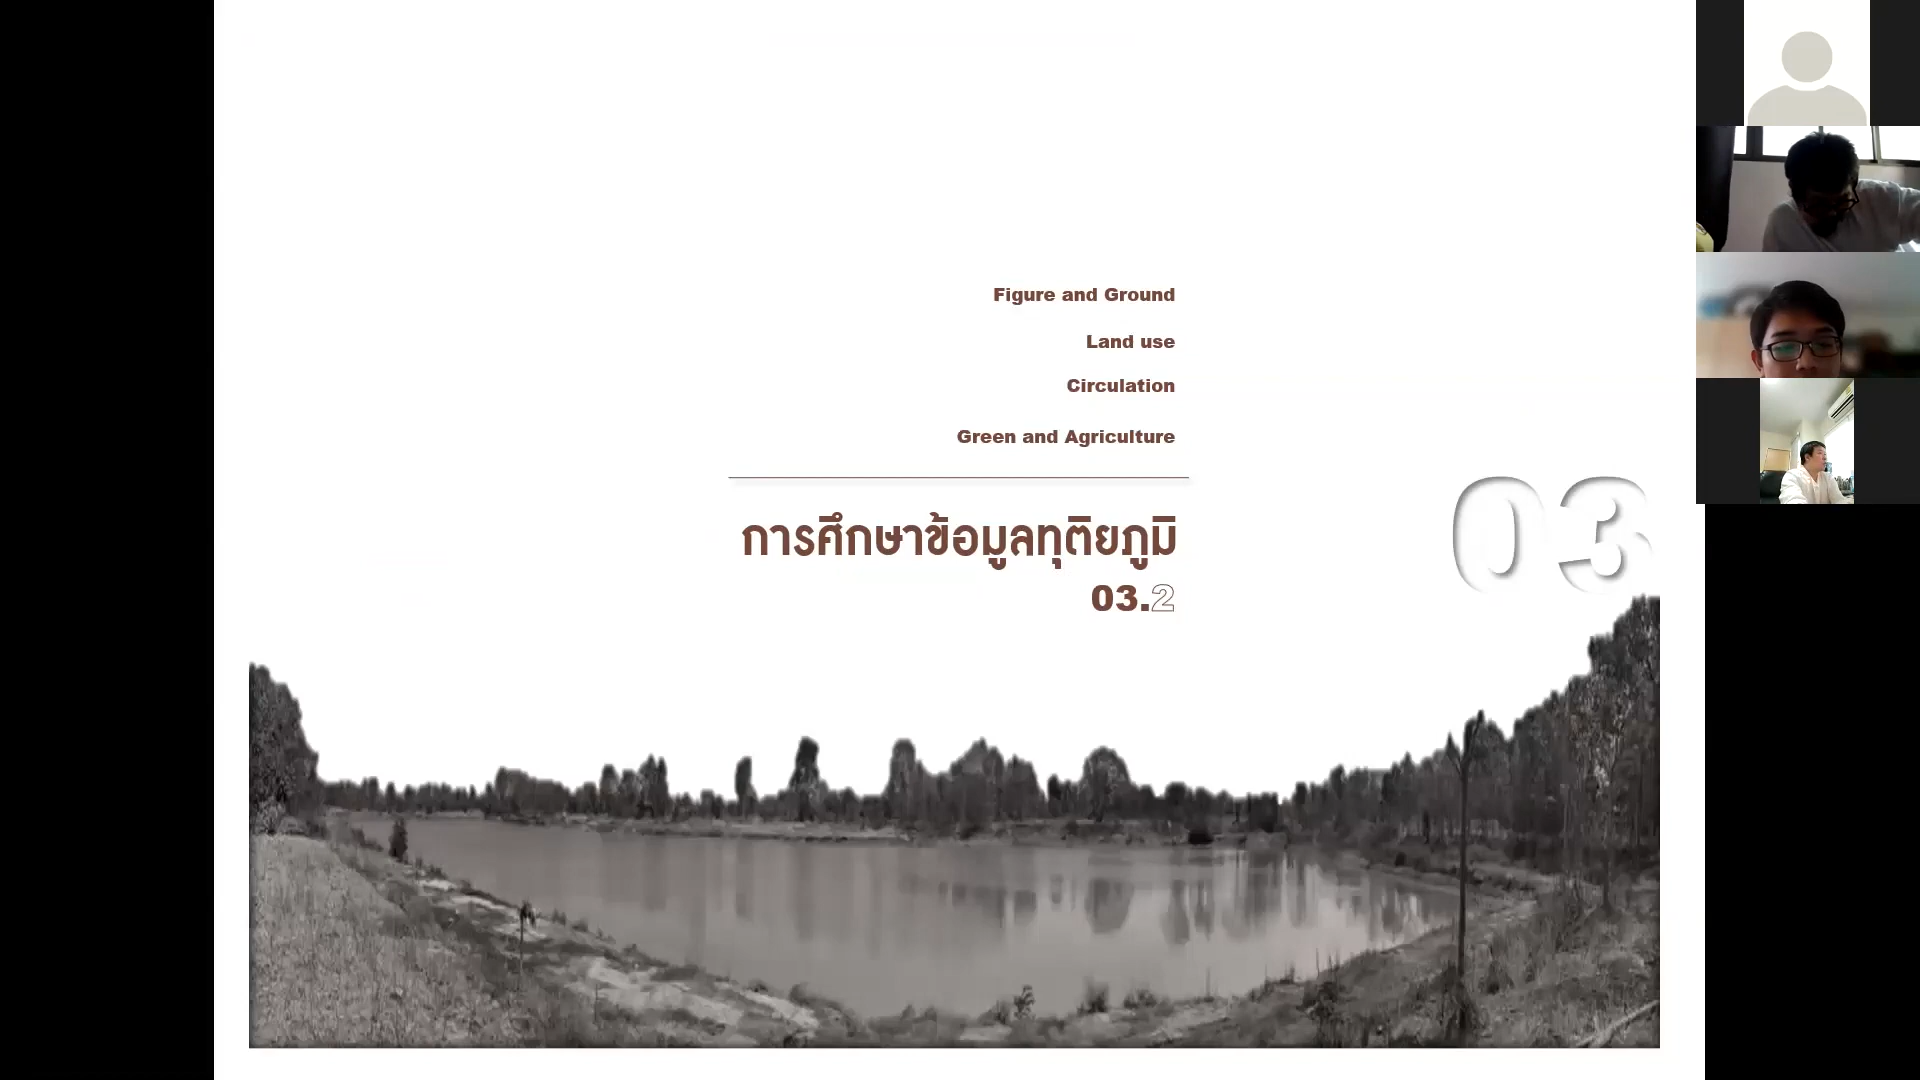 Figure and Ground
Land use
Circulation
Green and Agriculture
การศึกษาข้อมูลทุติยภูมิ
03.2
03